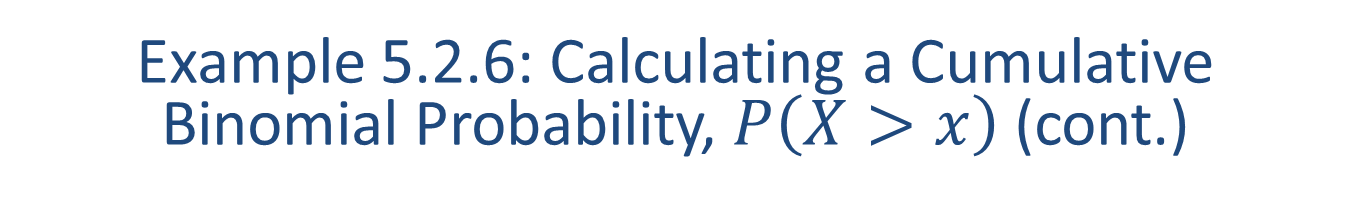 Example 5.2.6: Calculating a Cumulative
Binomial Probability, P(X > x) (cont.)